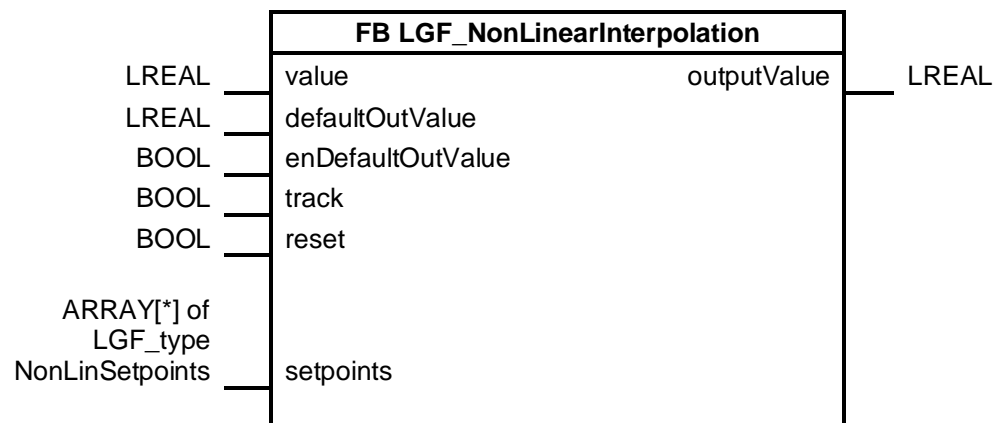 FB LGF_NonLinearInterpolation
LREAL value outputValue LREAL
LREAL defaultOutValue
BOOL enDefaultOutValue
BOOL track
BOOL reset
ARRAY[*] of
LGF_type
NonLinSetpoints setpoints